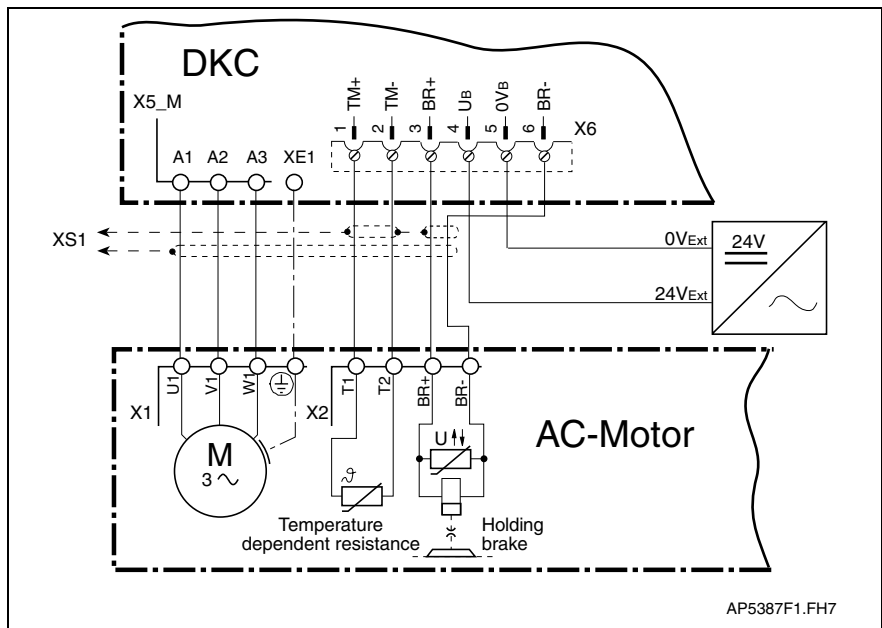 DKC
X5_M
A1 A2 A3 XE1
TM+ TM- BR+ UB 0VB BR-
1 2 3 4 5 6
X6
XS1
0VExt
24V
24VExt
U1 V1 W1
T1 T2 BR+ BR-
X1
X2
U
AC-Motor
M
3
ϑ
Temperature
dependent resistance
Holding
brake
AP5387F1.FH7